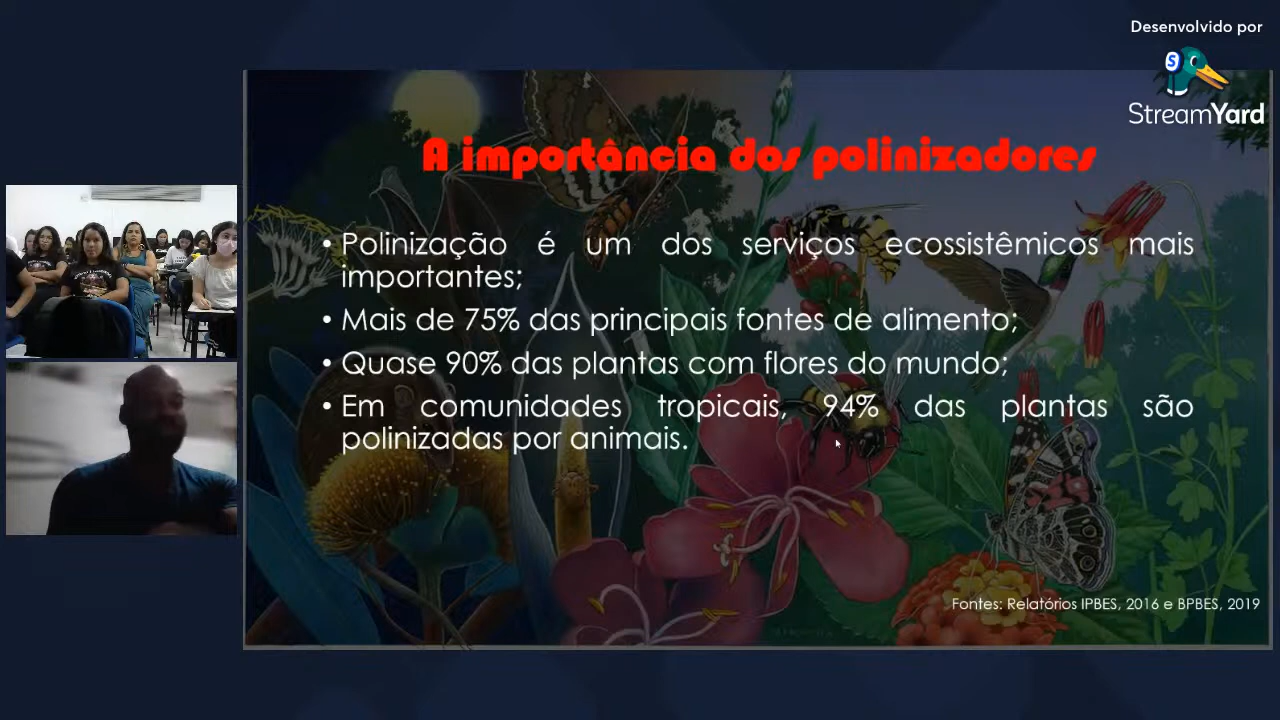 Desenvolvido por
S
StreamYard
A importância dos polinizadores
• Polinização é um dos serviços ecossistêmicos mais
importantes;
• Mais de 75% das principais fontes de alimento;
• Quase 90% das plantas com flores do mundo;
• Em comunidades tropicais, 94% das plantas são
polinizadas por animais.
Fontes: Relatórios IPBES, 2016 e BPBES, 2019